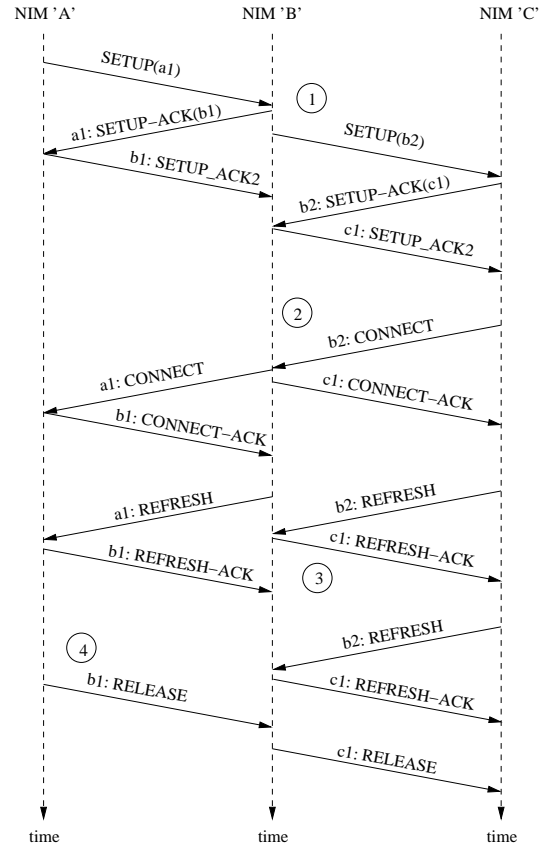 NIM 'A' NIM 'B' NIM 'C'
SETUP(a1)
1
a1: SETUP–ACK(b1)
SETUP(b2)
b1: SETUP_ACK2
b2: SETUP–ACK(c1)
c1: SETUP_ACK2
2
b2: CONNECT
a1: CONNECT
c1: CONNECT–ACK
b1: CONNECT–ACK
a1: REFRESH
b2: REFRESH
b1: REFRESH–ACK
c1: REFRESH–ACK
3
b2: REFRESH
4
b1: RELEASE
c1: REFRESH–ACK
c1: RELEASE
time time time